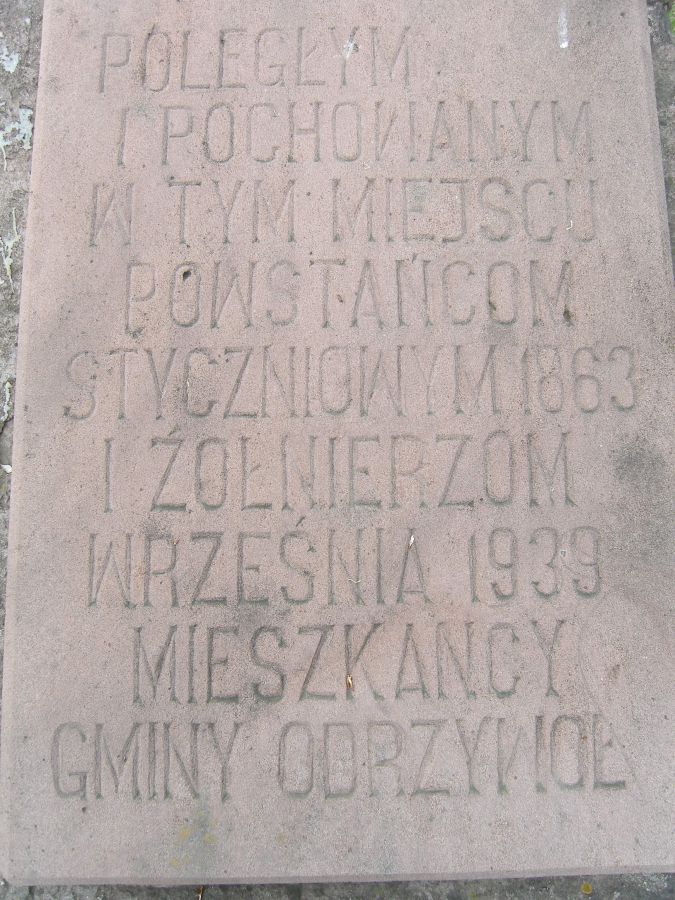 POLEGŁYM
I POCHOWANYM
W TYM MIEJSCU
POWSTAŃCOM
STYCZNIOWYM 1863
I ŻOŁNIERZOM
WRZEŚNIA 1939
MIESZKAŃCY
GMINY ODRZYWÓŁ